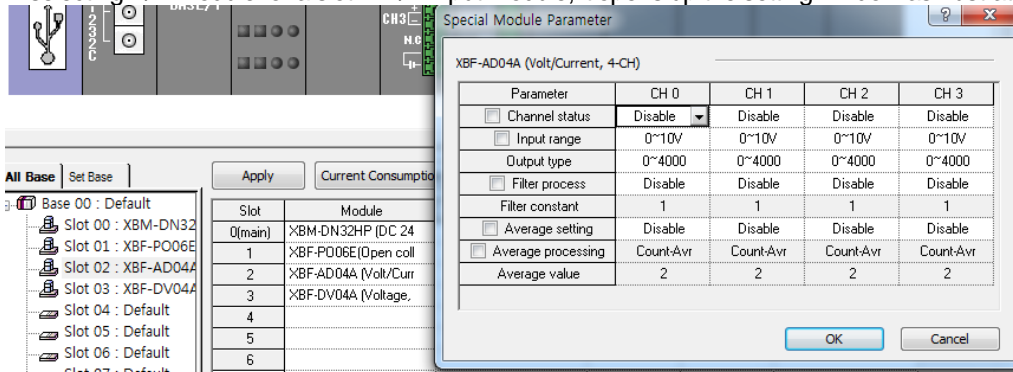 Special Module Parameter
CH3
N.C
232C
XBF-AD04A (Volt/Current, 4-CH)
Parameter CH 0 CH 1 CH 2 CH 3
Channel status Disable Disable Disable Disable
Input range 0~10V 0~10V 0~10V 0~10V
Output type 0~4000 0~4000 0~4000 0~4000
Filter process Disable Disable Disable Disable
Filter constant 1 1 1 1
Average setting Disable Disable Disable Disable
Average processing Count-Avr Count-Avr Count-Avr Count-Avr
Average value 2 2 2 2
OK Cancel
All Base Set Base
Apply Current Consumptio
Base 00 : Default
Slot 00 : XBM-DN32
Slot 01 : XBF-PO06E
Slot 02 : XBF-AD04A
Slot 03 : XBF-DV04A
Slot 04 : Default
Slot 05 : Default
Slot 06 : Default
Slot Module
0(main) XBM-DN32HP (DC 24
1 XBF-PO06E(Open coll
2 XBF-AD04A (Volt/Curr
3 XBF-DV04A (Voltage,
4
5
6